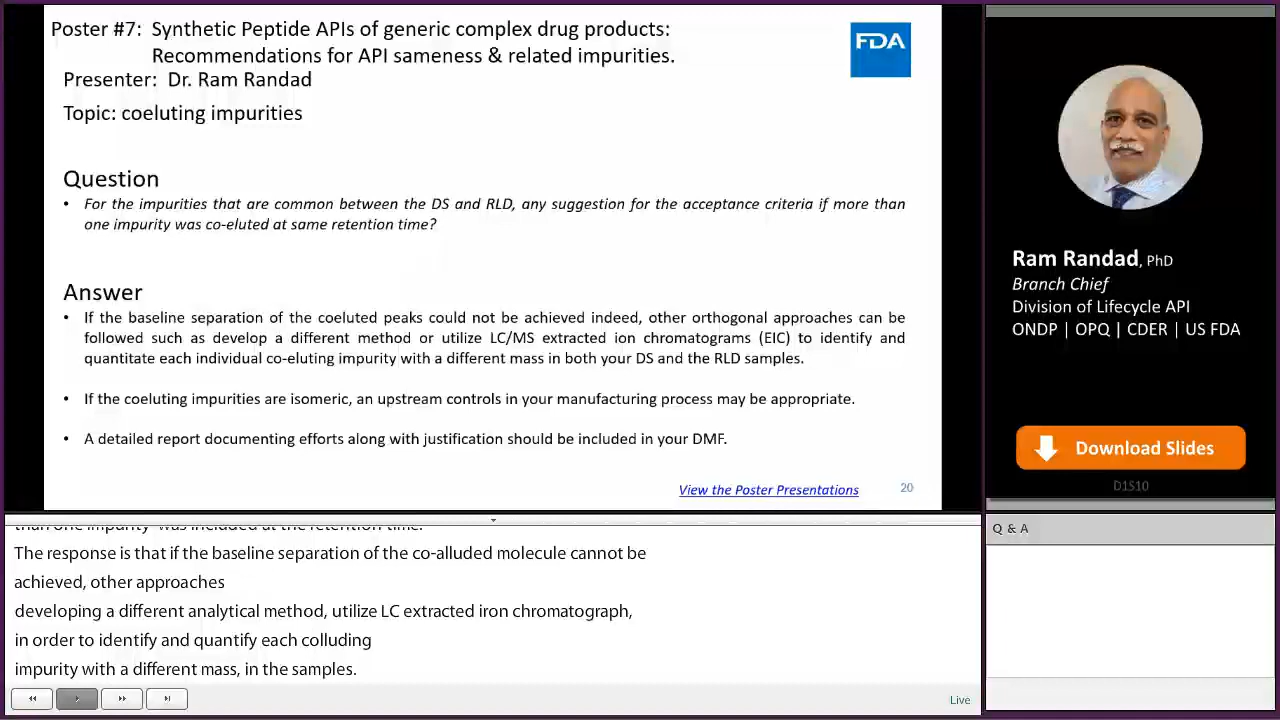 Poster #7: Synthetic Peptide APIs of generic complex drug products:
Recommendations for API sameness & related impurities.
Presenter: Dr. Ram Randad
Topic: coeluting impurities
FDA
Question
• For the impurities that are common between the DS and RLD, any suggestion for the acceptance criteria if more than
one impurity was co-eluted at same retention time?
Answer
• If the baseline separation of the coeluted peaks could not be achieved indeed, other orthogonal approaches can be
followed such as develop a different method or utilize LC/MS extracted ion chromatograms (EIC) to identify and
quantitate each individual co-eluting impurity with a different mass in both your DS and the RLD samples.
• If the coeluting impurities are isomeric, an upstream controls in your manufacturing process may be appropriate.
• A detailed report documenting efforts along with justification should be included in your DMF.
View the Poster Presentations
20
Ram Randad, PhD
Branch Chief
Division of Lifecycle API
ONDP | OPQ | CDER | US FDA
Download Slides
D1S10
than one impurity was included at the retention time.
The response is that if the baseline separation of the co-alluded molecule cannot be
achieved, other approaches
developing a different analytical method, utilize LC extracted iron chromatograph,
in order to identify and quantify each colluding
impurity with a different mass, in the samples.
Live
Q & A